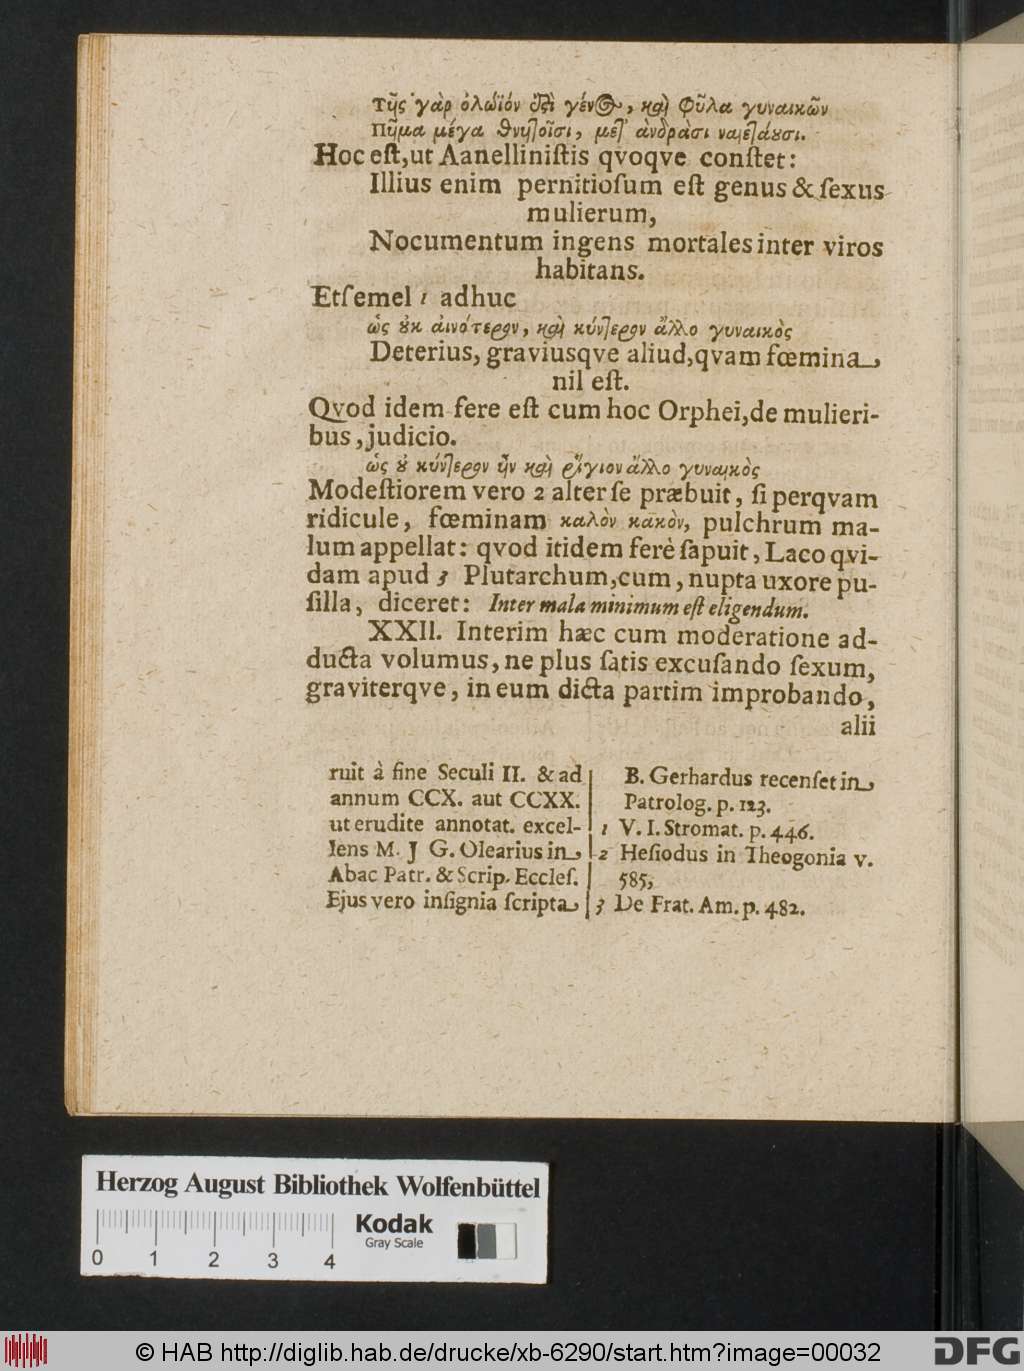 Τῆς γὰρ ὀλώϊόν ἐϛι γένος, καὶ φῦλα γυναικῶν
Πῆμα μέγα θνητοῖσι, μετ' ἀνδράσι ναιετάουσι.
Hoc eſt, ut Aanelliniſtis qvoqve conſtet:
Illius enim pernitioſum eſt genus & ſexus
mulierum,
Nocumentum ingens mortales inter viros
habitans.
Et ſemel 1 adhuc
ὡς ουκ αινότερον, καὶ κύντερον ἄλλο γυναικὸς
Deterius, graviusqve aliud, qvam fœmina
nil eſt.
Qvod idem fere eſt cum hoc Orphei, de mulieri-
bus, judicio.
ὡς ου κύντερον ἦν καὶ ῥίγιον ἄλλο γυναικὸς
Modeſtiorem vero 2 alter ſe præbuit, ſi perqvam
ridicule, fœminam καλὸν κακὸν, pulchrum ma-
lum appellat: qvod itidem ferè ſapuit, Laco qvi-
dam apud 3 Plutarchum, cum, nupta uxore pu-
ſilla, diceret: Inter mala minimum eſt eligendum.
XXII. Interim hæc cum moderatione ad-
ducta volumus, ne plus ſatis excuſando ſexum,
graviterqve, in eum dicta partim improbando,
alii
ruit à fine Seculi II. & ad
annum CCX. aut CCXX.
ut erudite annotat. excel-
lens M. J G. Olearius in
Abac Patr. & Scrip. Eccleſ.
Ejus vero inſignia ſcripta
B. Gerhardus recenſet in
Patrolog. p. 123.
1 V. I. Stromat. p. 446.
2 Heſiodus in Theogonia v.
585,
3 De Frat. Am. p. 482.
Herzog August Bibliothek Wolfenbüttel
Kodak
Gray Scale
0 1 2 3 4
© HAB http://diglib.hab.de/drucke/xb-6290/start.htm?image=00032
DFG